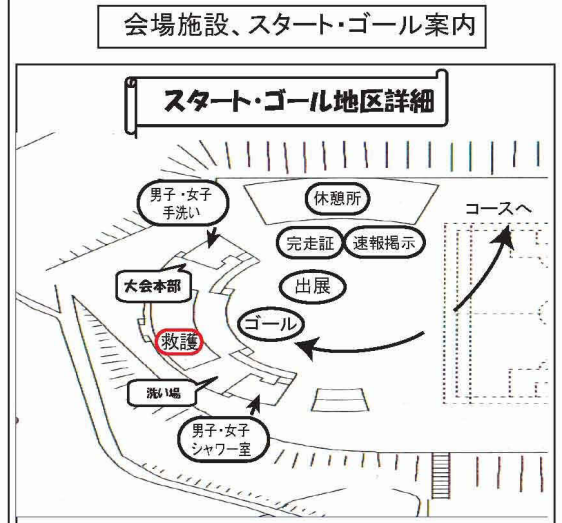 会場施設、スタート・ゴール案内
スタート・ゴール地区詳細
男子・女子
手洗い
休憩所
コースへ
完走証
速報掲示
大会本部
出展
ゴール
救護
洗い場
男子・女子
シャワー室